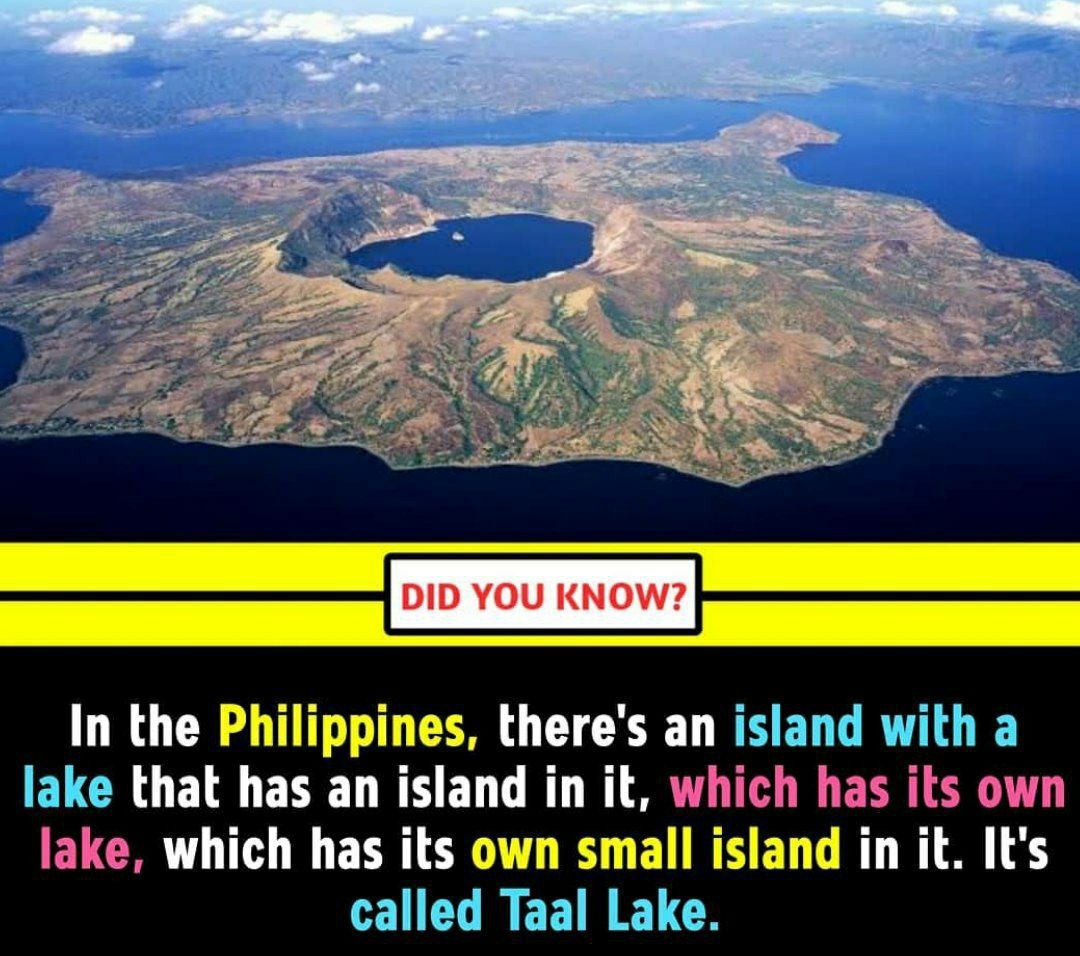 DID YOU KNOW?
In the Philippines, there's an island with a
lake that has an island in it, which has its own
lake, which has its own small island in it. It's
called Taal Lake.